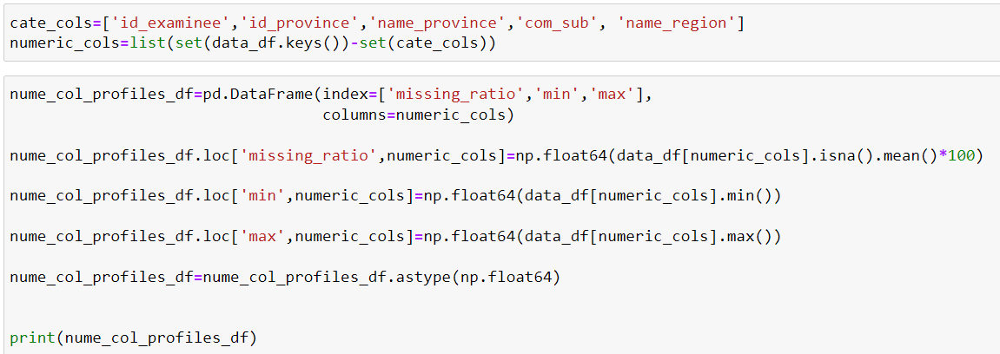 cate_cols=['id_examinee','id_province','name_province','com_sub', 'name_region']
numeric_cols=list(set(data_df.keys())-set(cate_cols))
nume_col_profiles_df=pd.DataFrame(index=['missing_ratio','min','max'],
                                  columns=numeric_cols)
nume_col_profiles_df.loc['missing_ratio',numeric_cols]=np.float64(data_df[numeric_cols].isna().mean()*100)
nume_col_profiles_df.loc['min',numeric_cols]=np.float64(data_df[numeric_cols].min())
nume_col_profiles_df.loc['max',numeric_cols]=np.float64(data_df[numeric_cols].max())
nume_col_profiles_df=nume_col_profiles_df.astype(np.float64)
print(nume_col_profiles_df)